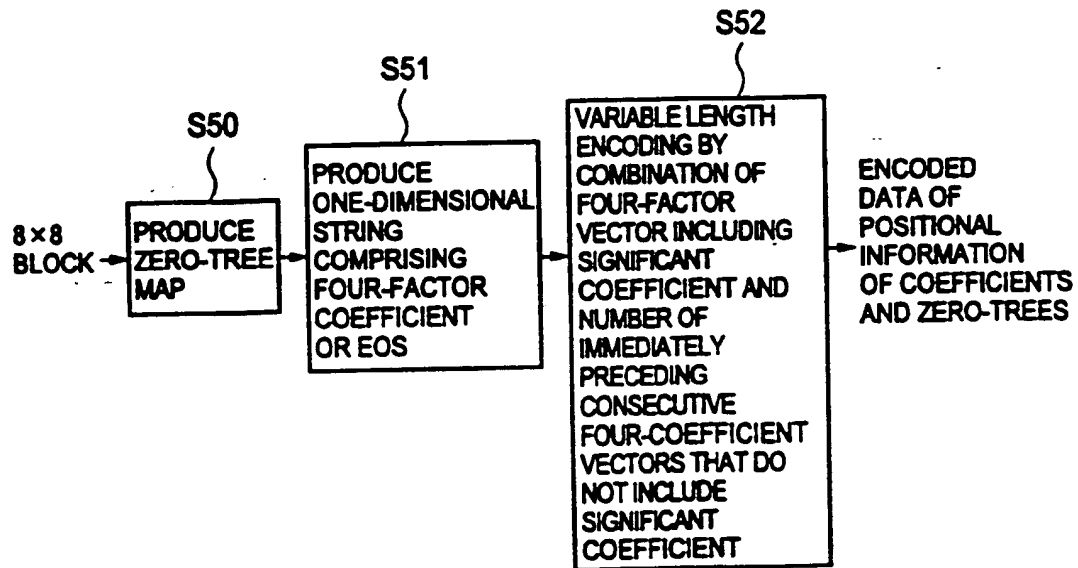 S50
S51
S52
8×8
BLOCK
PRODUCE
ZERO-TREE
MAP
PRODUCE
ONE-DIMENSIONAL
STRING
COMPRISING
FOUR-FACTOR
COEFFICIENT
OR EOS
VARIABLE LENGTH
ENCODING BY
COMBINATION OF
FOUR-FACTOR
VECTOR INCLUDING
SIGNIFICANT
COEFFICIENT AND
NUMBER OF
IMMEDIATELY
PRECEDING
CONSECUTIVE
FOUR-COEFFICIENT
VECTORS THAT DO
NOT INCLUDE
SIGNIFICANT
COEFFICIENT
ENCODED
DATA OF
POSITIONAL
INFORMATION
OF COEFFICIENTS
AND ZERO-TREES